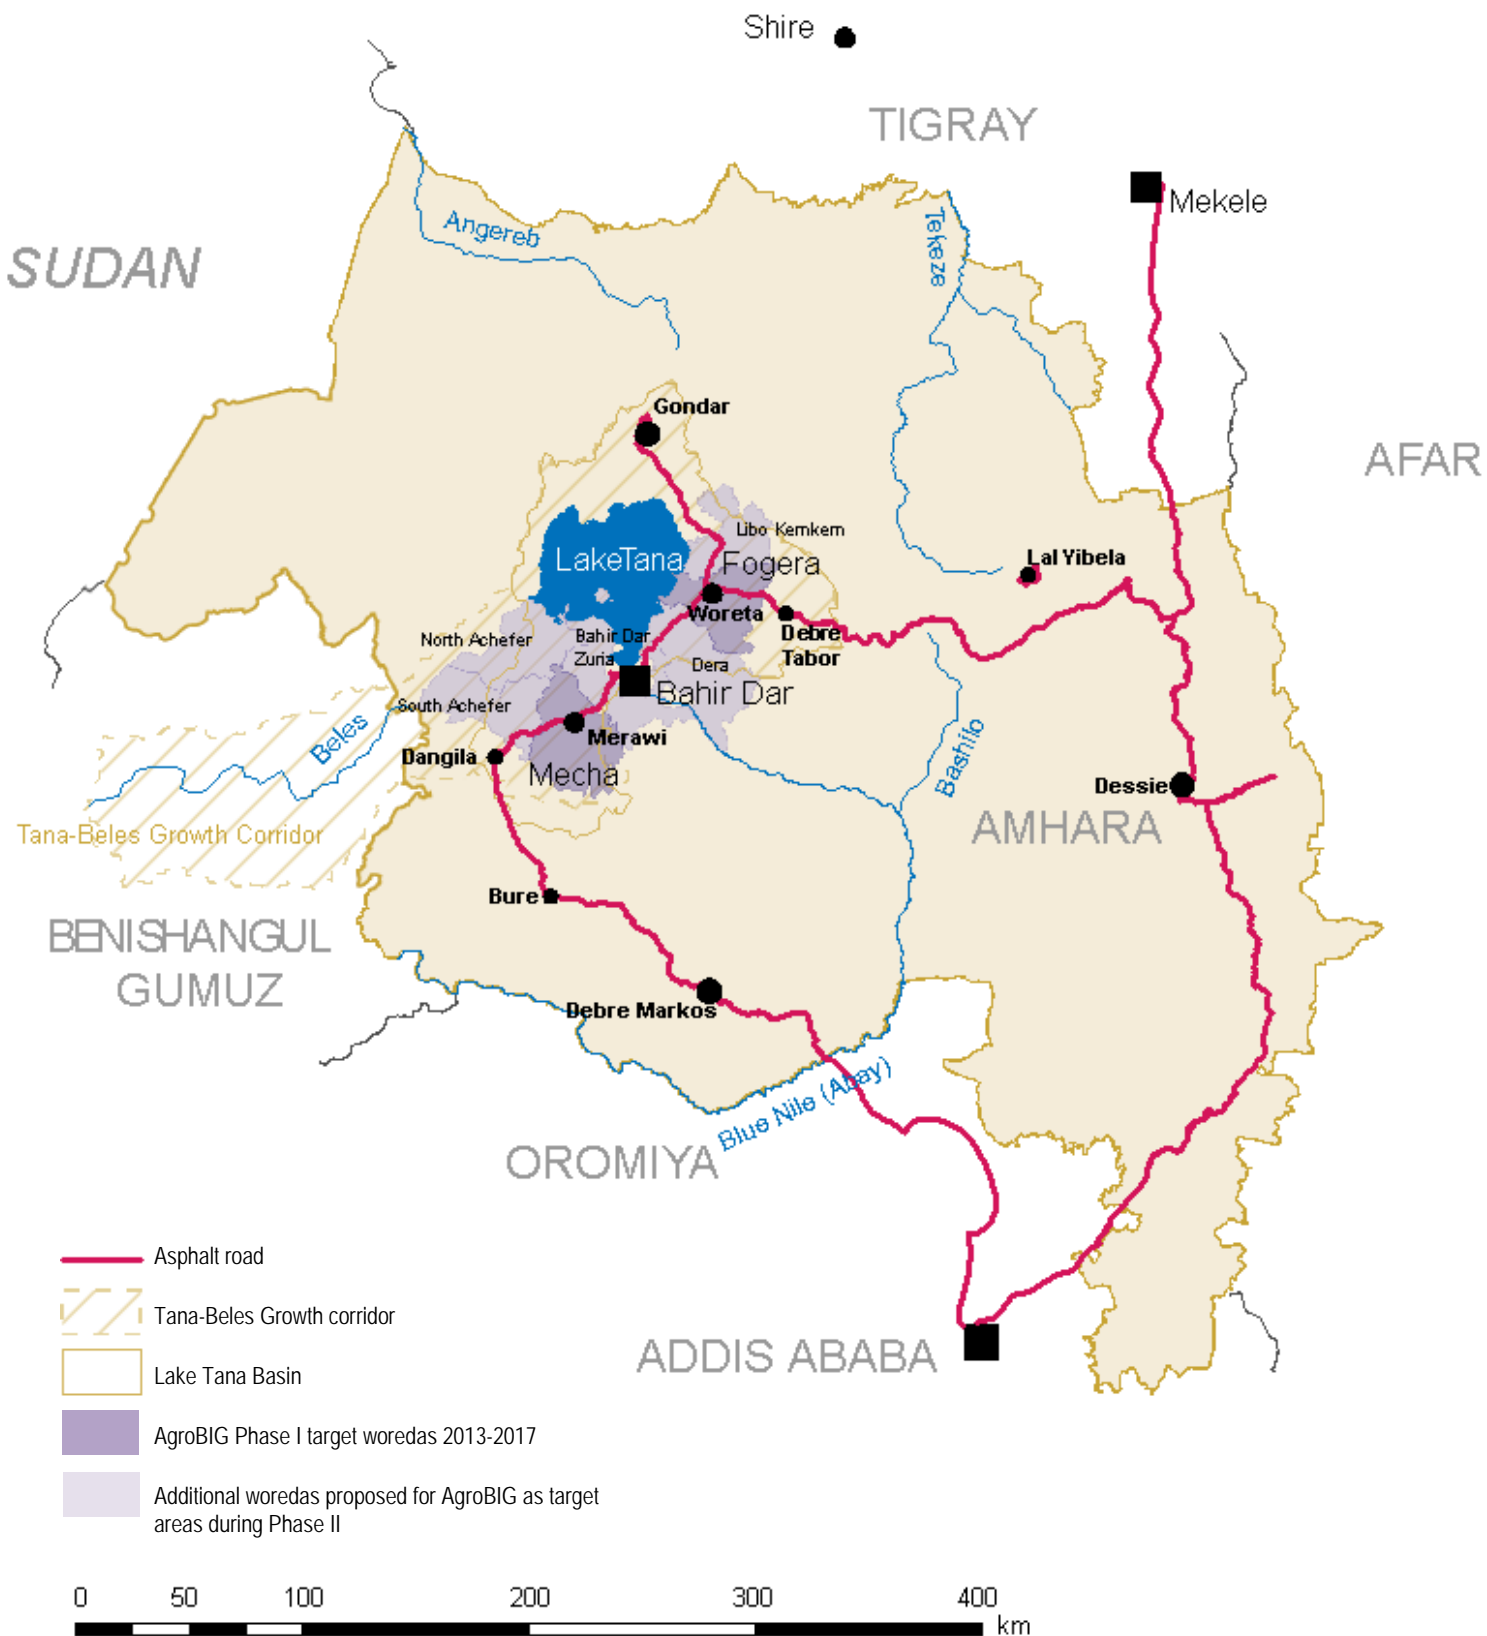 Shire
TIGRAY
Mekele
Angereb
Tekeze
SUDAN
Gondar
AFAR
Libo Kemkem
LakeTana
Fogera
Lal Yibela
Woreta
Debre
Tabor
North Achefer
Bahir Dar
Zuria
Dera
Bahir Dar
South Achefer
Beles
Merawi
Dangila
Mecha
Bashilo
Dessie
AMHARA
Tana-Beles Growth Corridor
Bure
BENISHANGUL
GUMUZ
Debre Markos
Blue Nile (Abay)
OROMIYA
ADDIS ABABA
Asphalt road
Tana-Beles Growth corridor
Lake Tana Basin
AgroBIG Phase I target woredas 2013-2017
Additional woredas proposed for AgroBIG as target
areas during Phase II
0 50 100 200 300 400
km